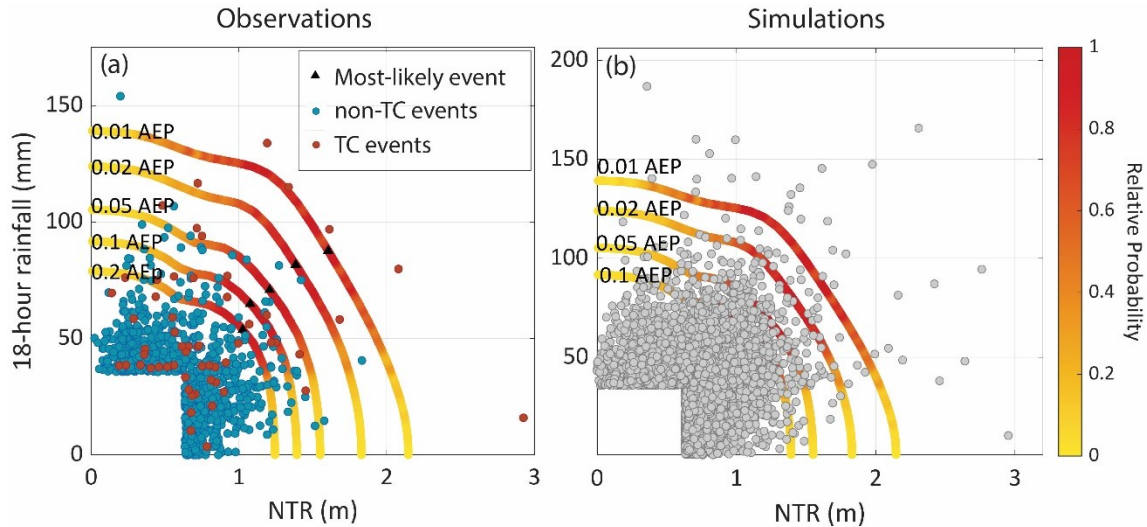 Observations
Simulations
(a)
Most-likely event
non-TC events
TC events
0.01 AEP
0.02 AEP
0.05 AEP
0.1 AEP
0.2 AEp
150
100
50
0
0
1
2
3
18-hour rainfall (mm)
NTR (m)
(b)
0.01 AEP
0.02 AEP
0.05 AEP
0.1 AEP
200
150
100
50
0
0
1
2
3
NTR (m)
1
0.8
0.6
0.4
0.2
0
Relative Probability